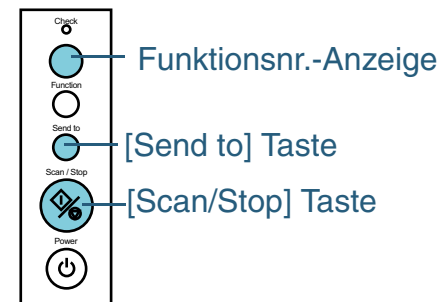 Check
Funktionsnr.-Anzeige
Function
Send to
[Send to] Taste
Scan / Stop
[Scan/Stop] Taste
Power